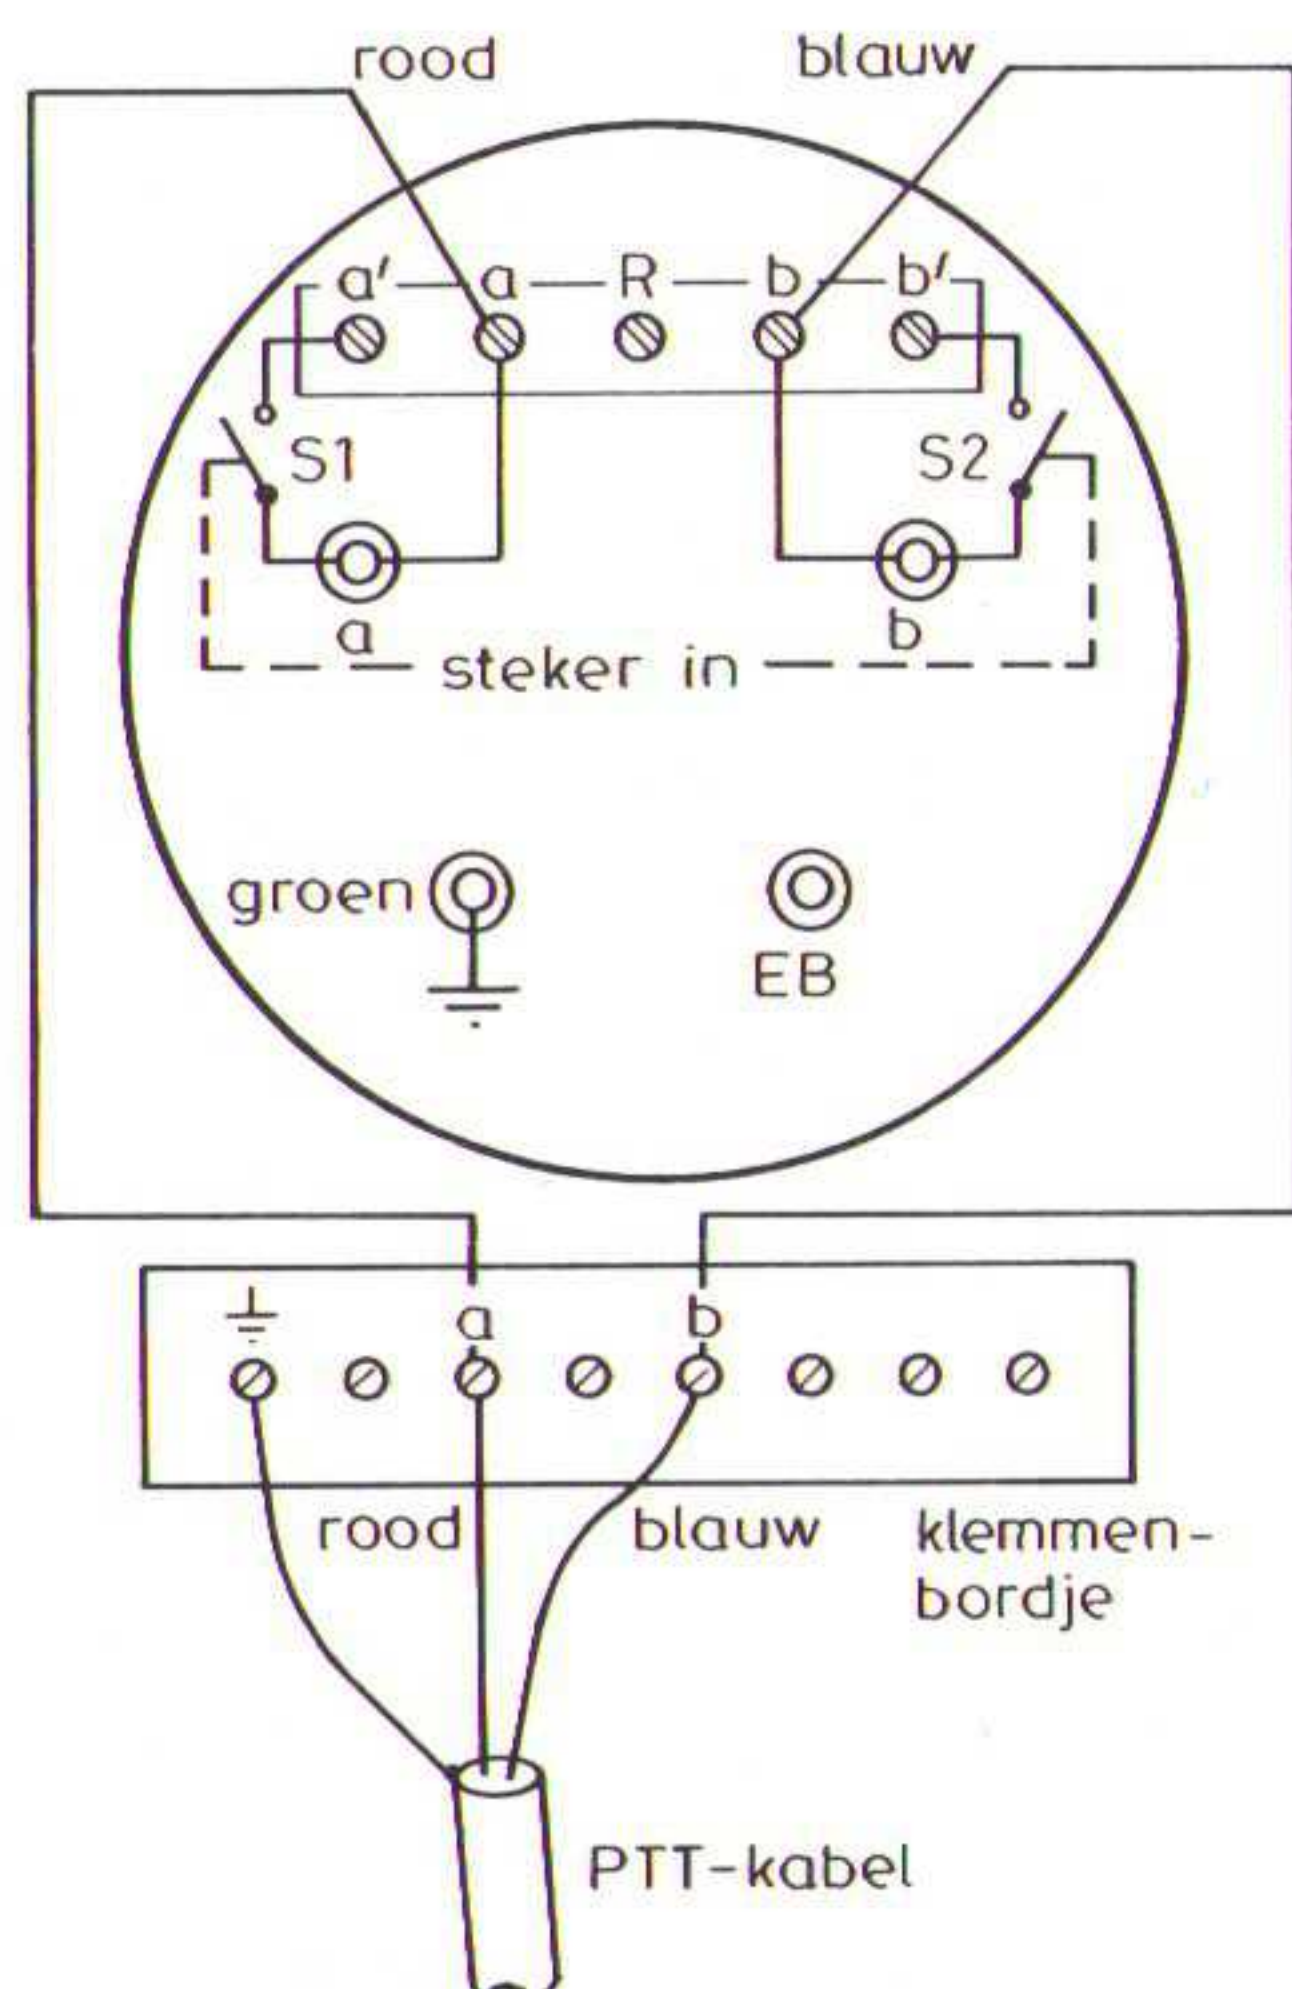 rood blauw
a' a R b b'
S1 S2
a b
steker in
groen
EB
a b
rood blauw klemmen-
bordje
PTT-kabel